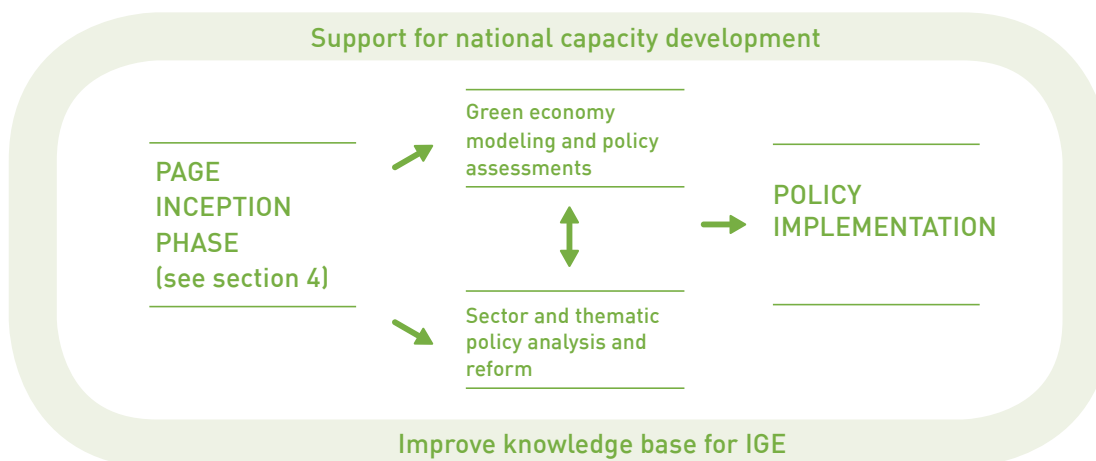 Support for national capacity development
PAGE
INCEPTION
PHASE
(see section 4)
Green economy
modeling and policy
assessments
Sector and thematic
policy analysis and
reform
POLICY
IMPLEMENTATION
Improve knowledge base for IGE